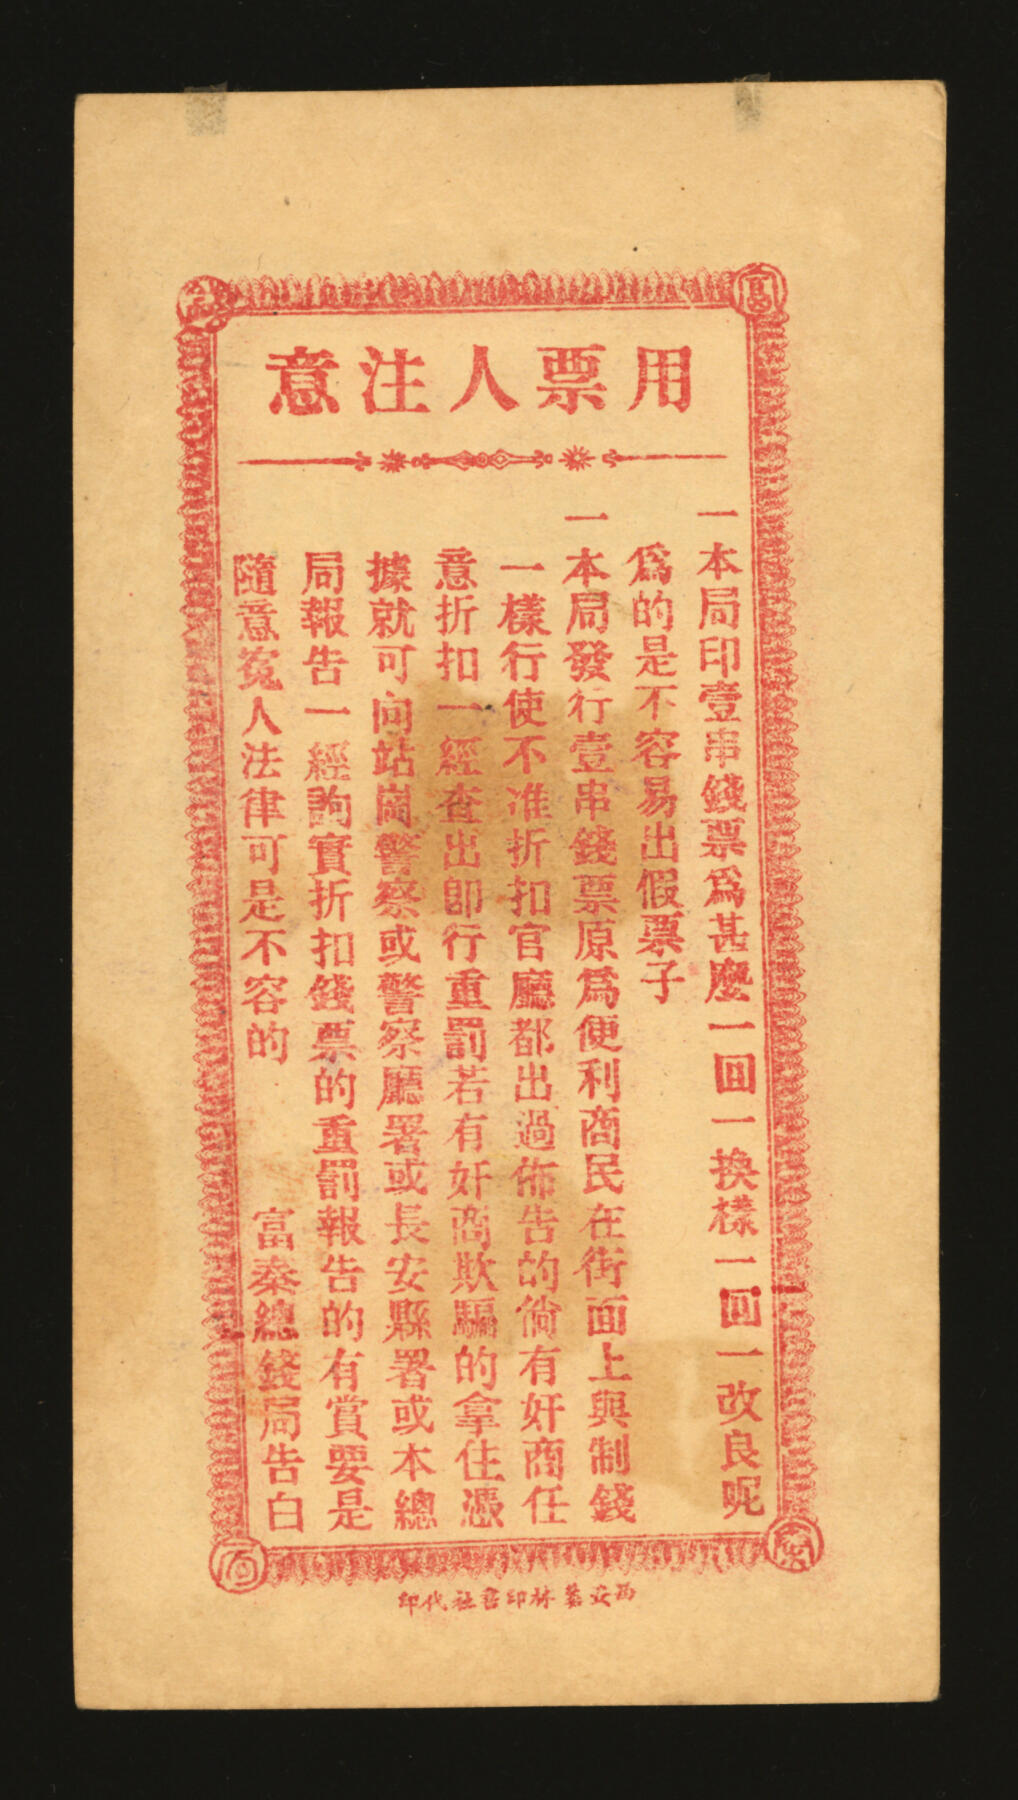 用票人注意
一本局印壹串錢票爲甚麼一回一換樣一回一改良呢
爲的是不容易出假票子
一本局發行壹串錢票原爲便利商民在街面上與制錢
一樣行使不准折扣官廳都出過佈告的倘有奸商任
意折扣一經查出卽行重罰若有奸商欺騙的拿住憑
據就可向站崗警察或警察廳署或長安縣署或本總
局報告一經詢實折扣錢票的重罰報告的有賞要是
隨意冤人法律可是不容的
富秦總錢局告白
富
秦
西安藝林印書社代印